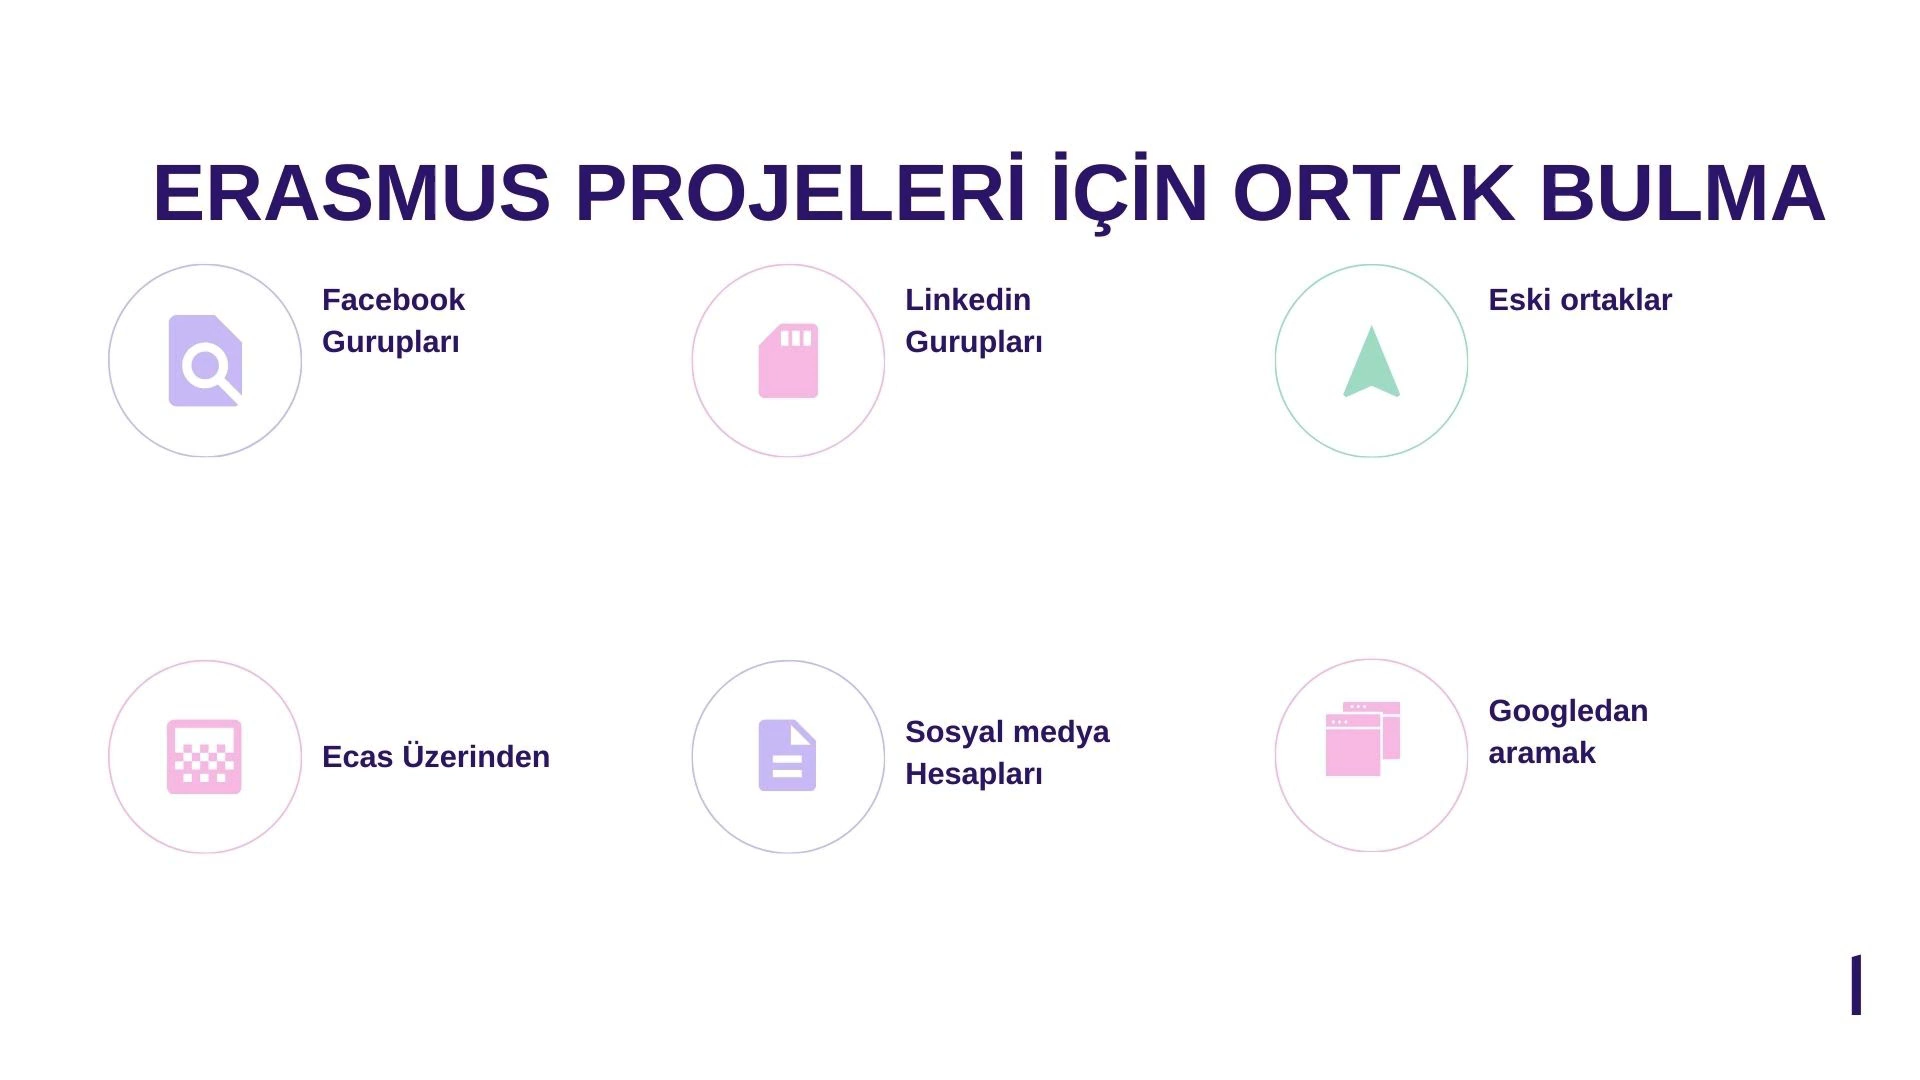 ERASMUS PROJELERİ İÇİN ORTAK BULMA
Facebook
Gurupları
Linkedin
Gurupları
Eski ortaklar
Ecas Üzerinden
Sosyal medya
Hesapları
Googledan
aramak